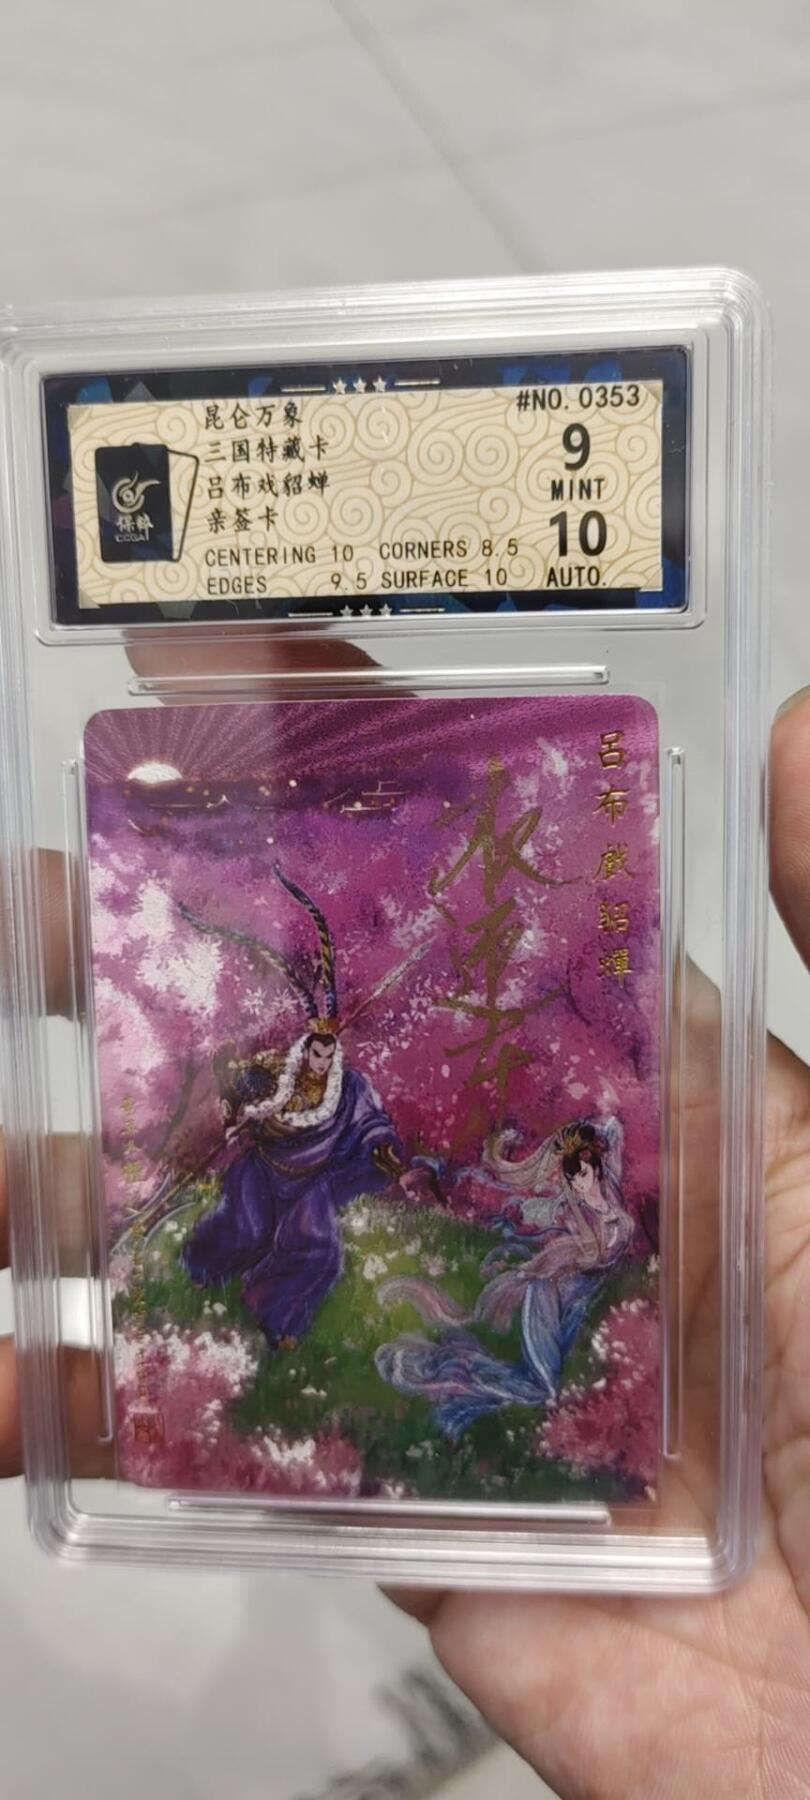 #NO. 0353
昆仑万象
三国特藏卡
吕布戏貂蝉
亲签卡
9
MINT
10
AUTO.
CENTERING 10 CORNERS 8.5
EDGES 9.5 SURFACE 10
保粹
CCGA
呂布戲貂蟬